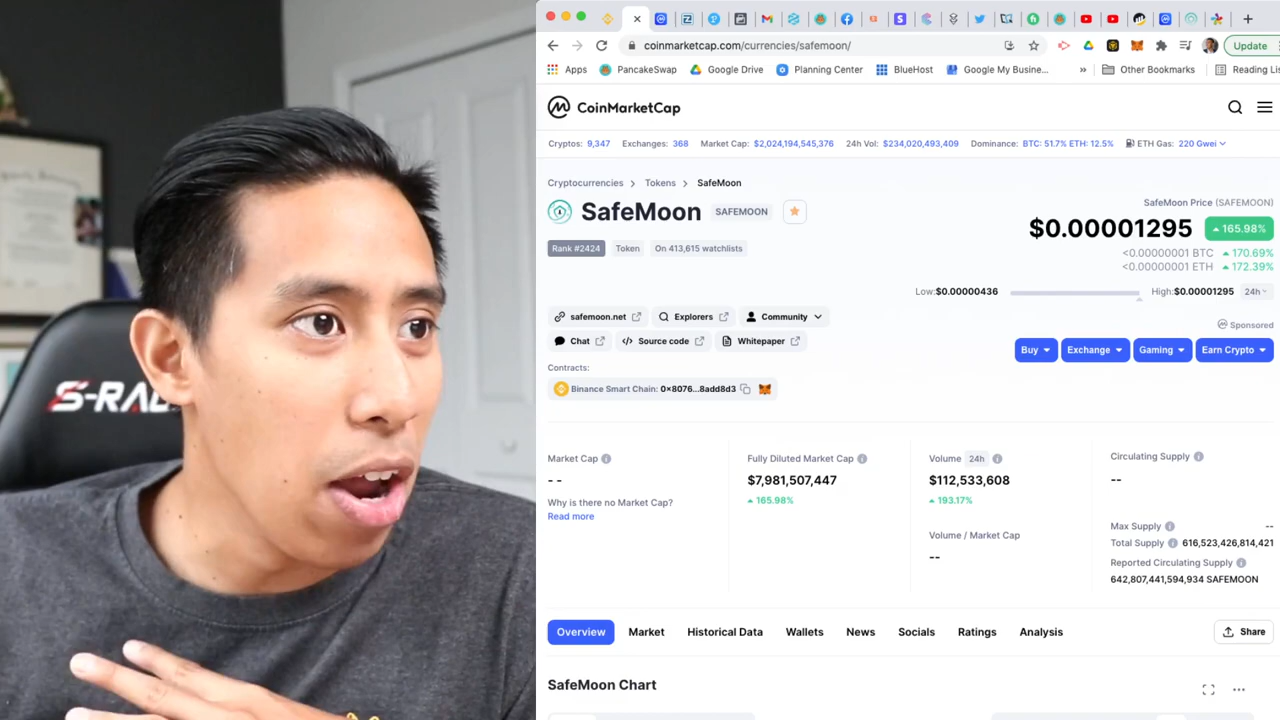 coinmarketcap.com/currencies/safemoon/
Update
Apps
PancakeSwap
Google Drive
Planning Center
BlueHost
Google My Busine...
»
Other Bookmarks
Reading Lis
CoinMarketCap
Cryptos: 9,347 Exchanges: 368 Market Cap: $2,024,194,545,376 24h Vol: $234,020,493,409 Dominance: BTC: 51.7% ETH: 12.5% ETH Gas: 220 Gwei
Cryptocurrencies > Tokens > SafeMoon
SafeMoon SAFEMOON
Rank #2424 Token On 413,615 watchlists
SafeMoon Price (SAFEMOON)
$0.00001295 165.98%
<0.00000001 BTC 170.69%
<0.00000001 ETH 172.39%
Low:$0.00000436 High:$0.00001295 24h
safemoon.net Explorers Community
Chat Source code Whitepaper
Sponsored
Buy Exchange Gaming Earn Crypto
Contracts:
Binance Smart Chain: 0x8076...8add8d3
Market Cap
- -
Why is there no Market Cap?
Read more
Fully Diluted Market Cap
$7,981,507,447
165.98%
Volume 24h
$112,533,608
193.17%
Volume / Market Cap
--
Circulating Supply
--
Max Supply --
Total Supply 616,523,426,814,421
Reported Circulating Supply
642,807,441,594,934 SAFEMOON
Overview Market Historical Data Wallets News Socials Ratings Analysis Share
SafeMoon Chart